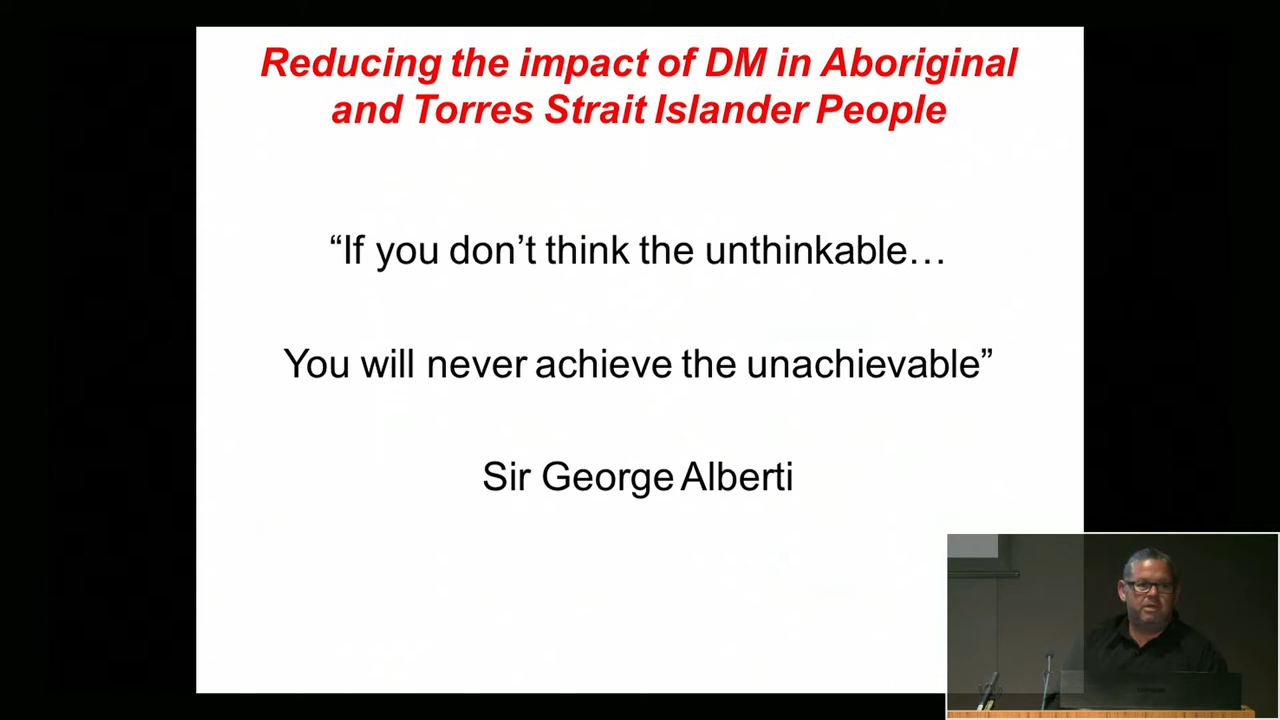 Reducing the impact of DM in Aboriginal
and Torres Strait Islander People
“If you don’t think the unthinkable…
You will never achieve the unachievable”
Sir George Alberti